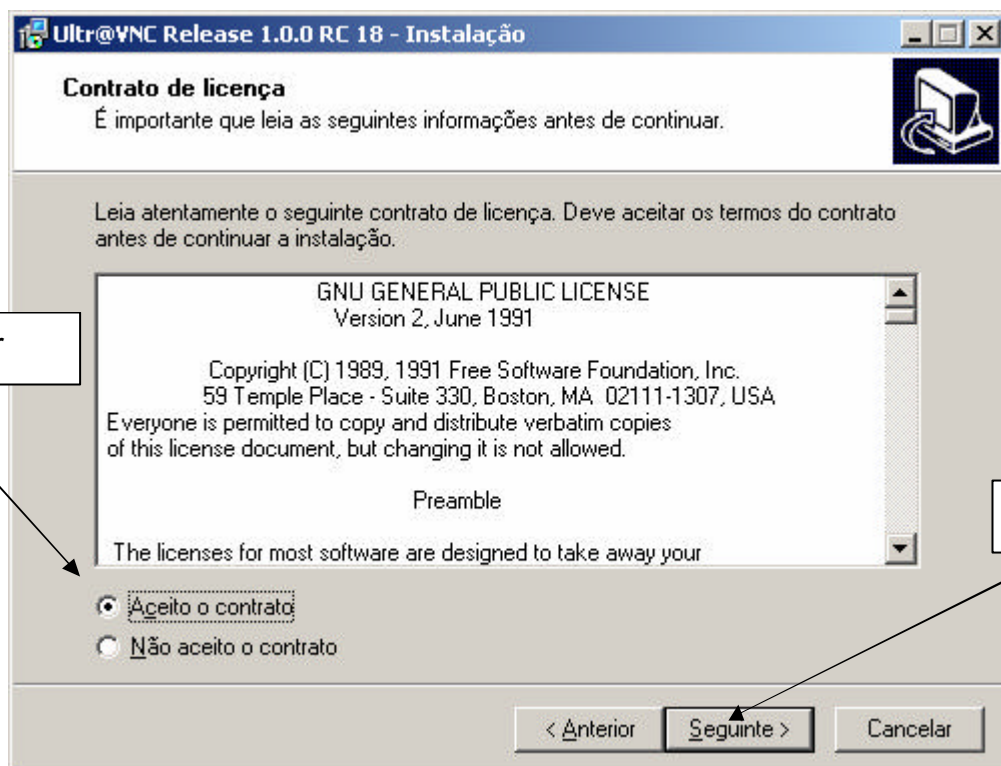 Ultr@VNC Release 1.0.0 RC 18 - Instalação
Contrato de licença
É importante que leia as seguintes informações antes de continuar.
Leia atentamente o seguinte contrato de licença. Deve aceitar os termos do contrato
antes de continuar a instalação.
GNU GENERAL PUBLIC LICENSE
Version 2, June 1991
Copyright (C) 1989, 1991 Free Software Foundation, Inc.
59 Temple Place - Suite 330, Boston, MA  02111-1307, USA
Everyone is permitted to copy and distribute verbatim copies
of this license document, but changing it is not allowed.
Preamble
The licenses for most software are designed to take away your
Aceito o contrato
Não aceito o contrato
< Anterior
Seguinte >
Cancelar